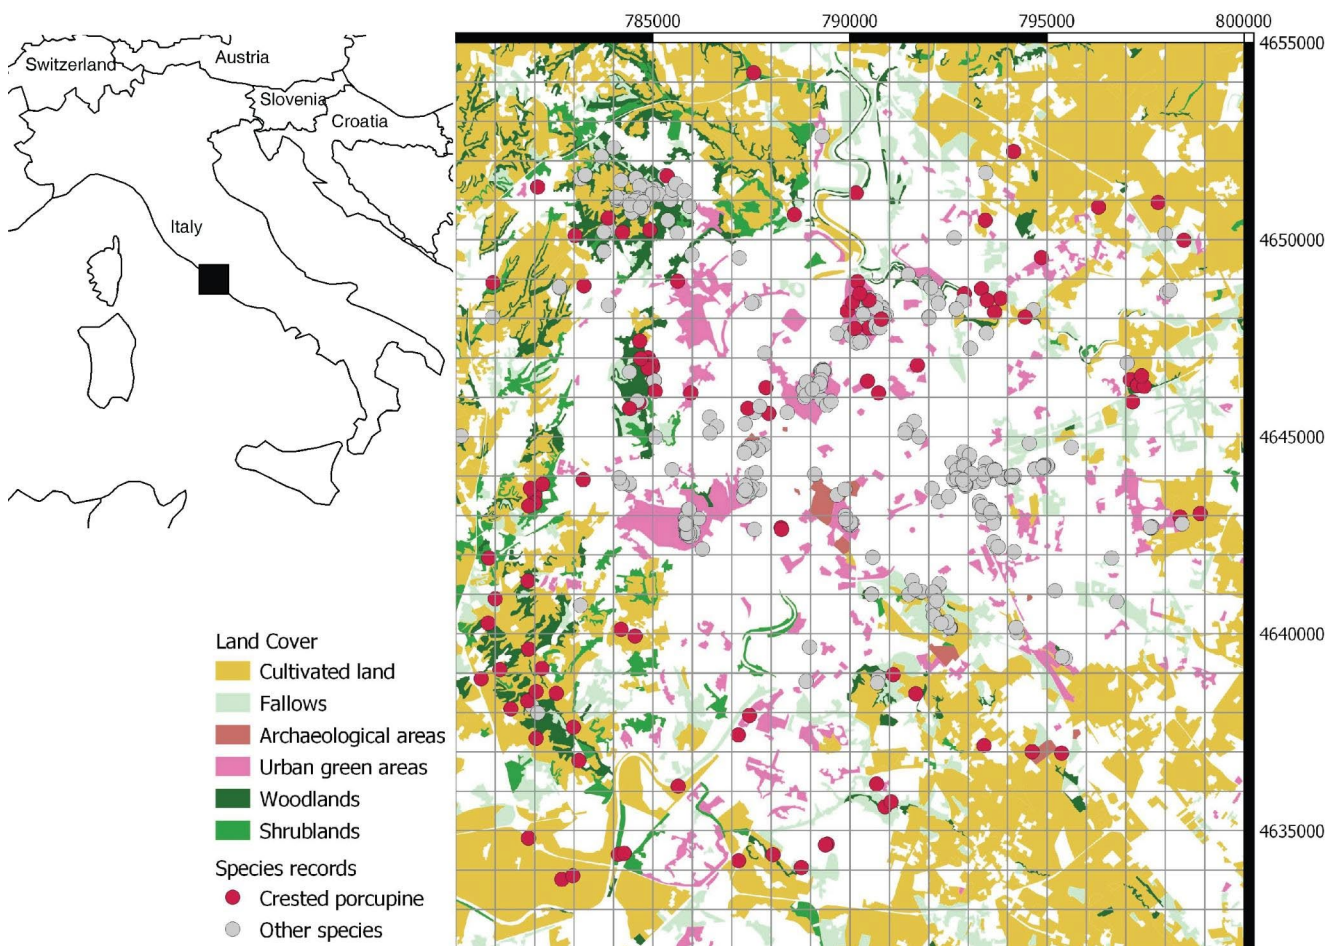 785000 790000 795000 800000
4655000
Switzerland
Austria
Slovenia
Croatia
Italy
4650000
4645000
4640000
4635000
Land Cover
Cultivated land
Fallows
Archaeological areas
Urban green areas
Woodlands
Shrublands
Species records
Crested porcupine
Other species